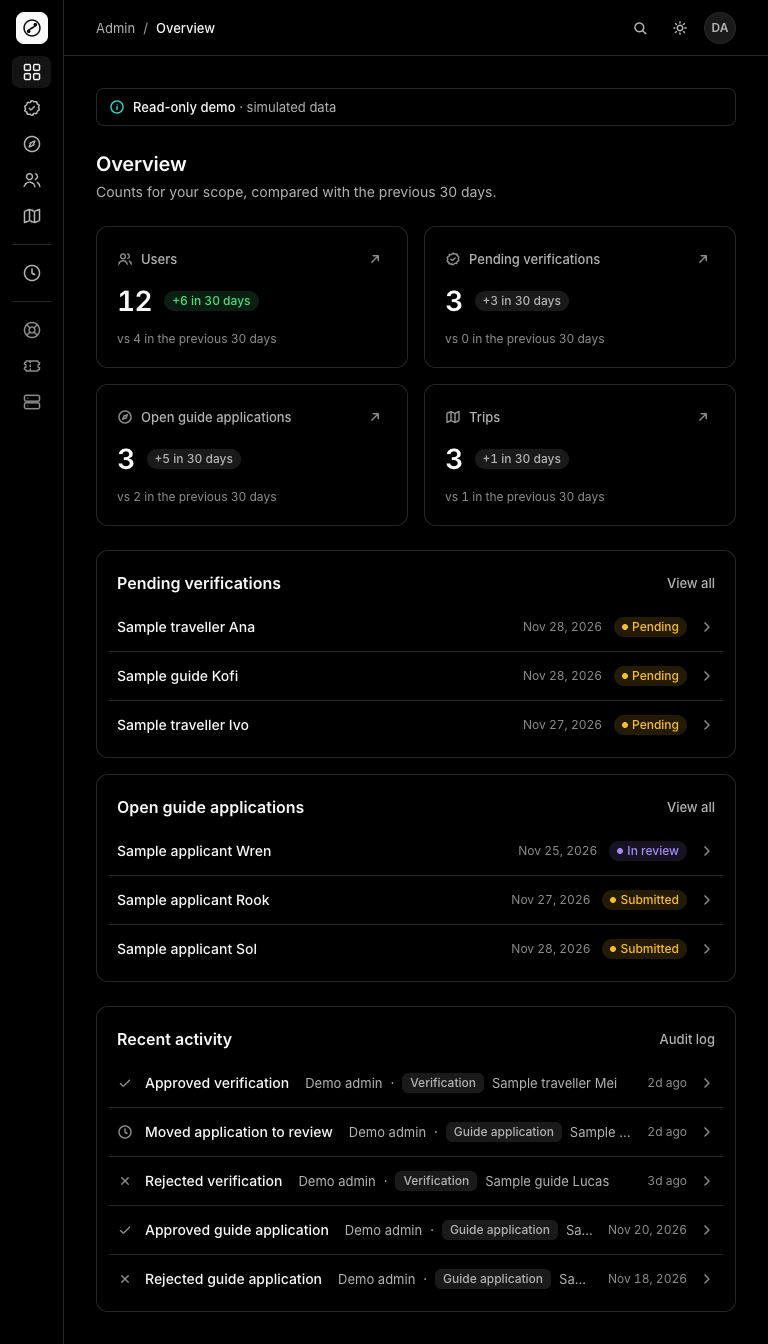 Admin / Overview
DA
Read-only demo · simulated data
Overview
Counts for your scope, compared with the previous 30 days.
Users
12 +6 in 30 days
vs 4 in the previous 30 days
Pending verifications
3 +3 in 30 days
vs 0 in the previous 30 days
Open guide applications
3 +5 in 30 days
vs 2 in the previous 30 days
Trips
3 +1 in 30 days
vs 1 in the previous 30 days
Pending verifications View all
Sample traveller Ana Nov 28, 2026 Pending
Sample guide Kofi Nov 28, 2026 Pending
Sample traveller Ivo Nov 27, 2026 Pending
Open guide applications View all
Sample applicant Wren Nov 25, 2026 In review
Sample applicant Rook Nov 27, 2026 Submitted
Sample applicant Sol Nov 28, 2026 Submitted
Recent activity Audit log
Approved verification Demo admin · Verification Sample traveller Mei 2d ago
Moved application to review Demo admin · Guide application Sample ... 2d ago
Rejected verification Demo admin · Verification Sample guide Lucas 3d ago
Approved guide application Demo admin · Guide application Sa... Nov 20, 2026
Rejected guide application Demo admin · Guide application Sa... Nov 18, 2026